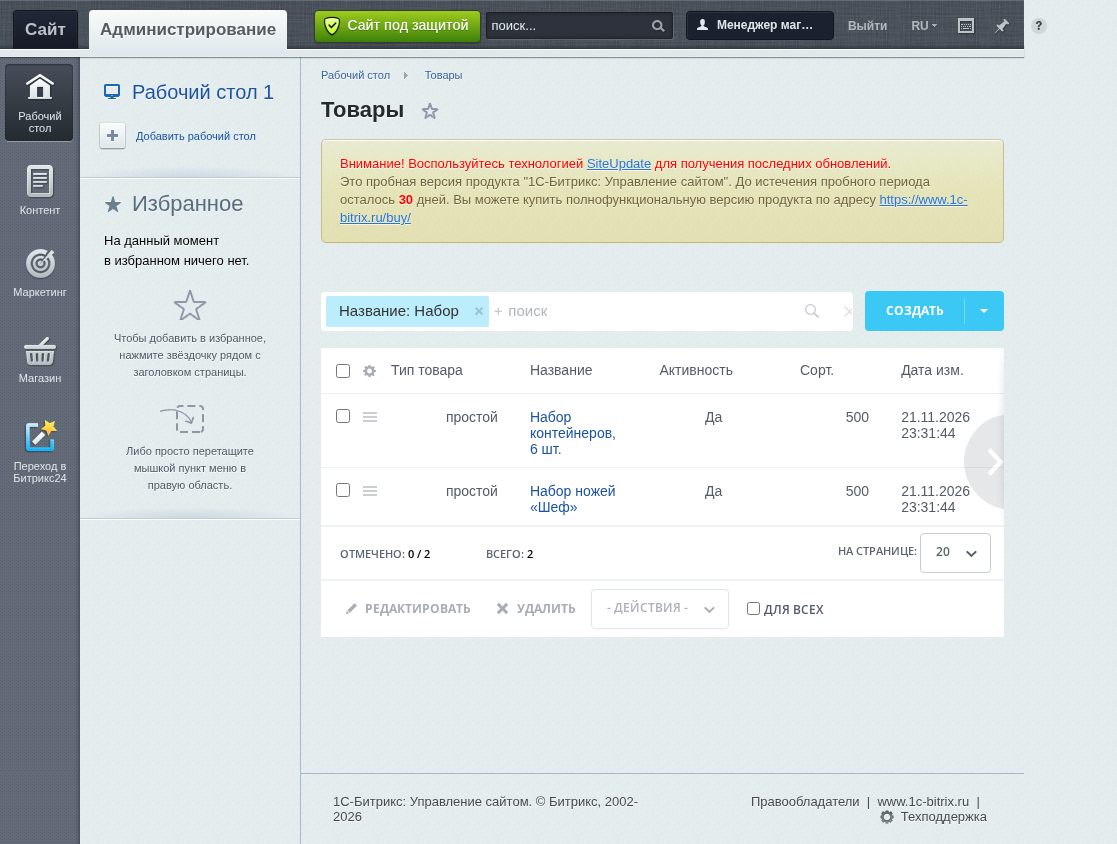 Сайт
Администрирование
Сайт под защитой
поиск...
Менеджер маг…
Выйти
RU
?
Рабочий
стол
Контент
Маркетинг
Магазин
Переход в
Битрикс24
Рабочий стол 1
Добавить рабочий стол
Избранное
На данный момент
в избранном ничего нет.
Чтобы добавить в избранное,
нажмите звёздочку рядом с
заголовком страницы.
Либо просто перетащите
мышкой пункт меню в
правую область.
Рабочий стол
Товары
Товары
Внимание! Воспользуйтесь технологией SiteUpdate для получения последних обновлений.
Это пробная версия продукта "1С-Битрикс: Управление сайтом". До истечения пробного периода
осталось 30 дней. Вы можете купить полнофункциональную версию продукта по адресу https://www.1c-
bitrix.ru/buy/
Название: Набор
+ поиск
СОЗДАТЬ
Тип товара Название Активность Сорт. Дата изм.
простой Набор Да 500 21.11.2026
контейнеров, 23:31:44
6 шт.
простой Набор ножей Да 500 21.11.2026
«Шеф» 23:31:44
ОТМЕЧЕНО: 0 / 2 ВСЕГО: 2 НА СТРАНИЦЕ: 20
РЕДАКТИРОВАТЬ УДАЛИТЬ - ДЕЙСТВИЯ - ДЛЯ ВСЕХ
1С-Битрикс: Управление сайтом. © Битрикс, 2002-
2026
Правообладатели | www.1c-bitrix.ru |
Техподдержка